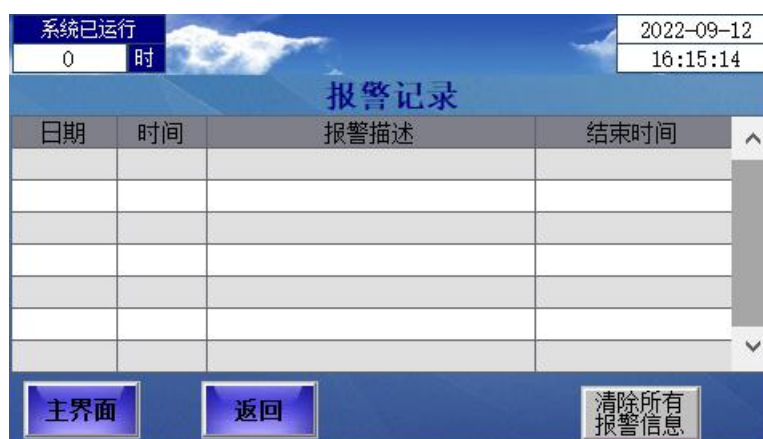 系统已运行
0 时
2022-09-12
16:15:14
报警记录
日期 时间 报警描述 结束时间
主界面 返回 清除所有
报警信息